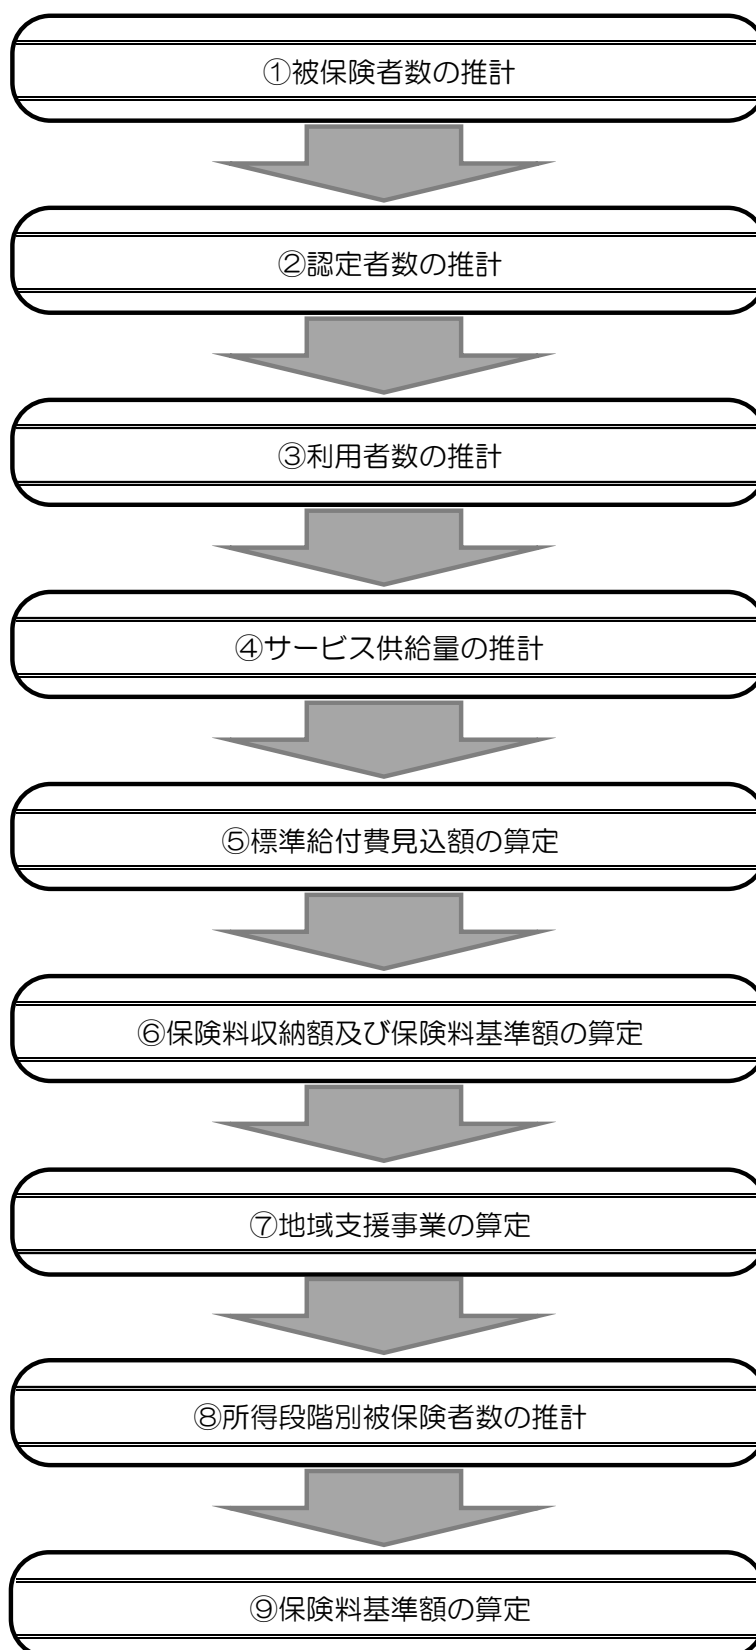 ①被保険者数の推計
②認定者数の推計
③利用者数の推計
④サービス供給量の推計
⑤標準給付費見込額の算定
⑥保険料収納額及び保険料基準額の算定
⑦地域支援事業の算定
⑧所得段階別被保険者数の推計
⑨保険料基準額の算定